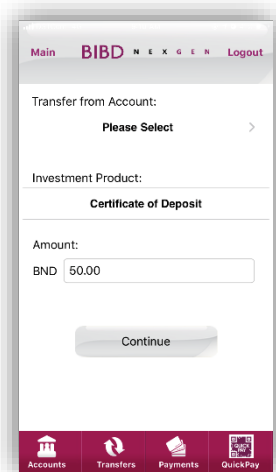 Main BIBD NEXGEN Logout
Transfer from Account:
Please Select
Investment Product:
Certificate of Deposit
Amount:
BND 50.00
Continue
QUICK
PAY
Accounts Transfers Payments QuickPay